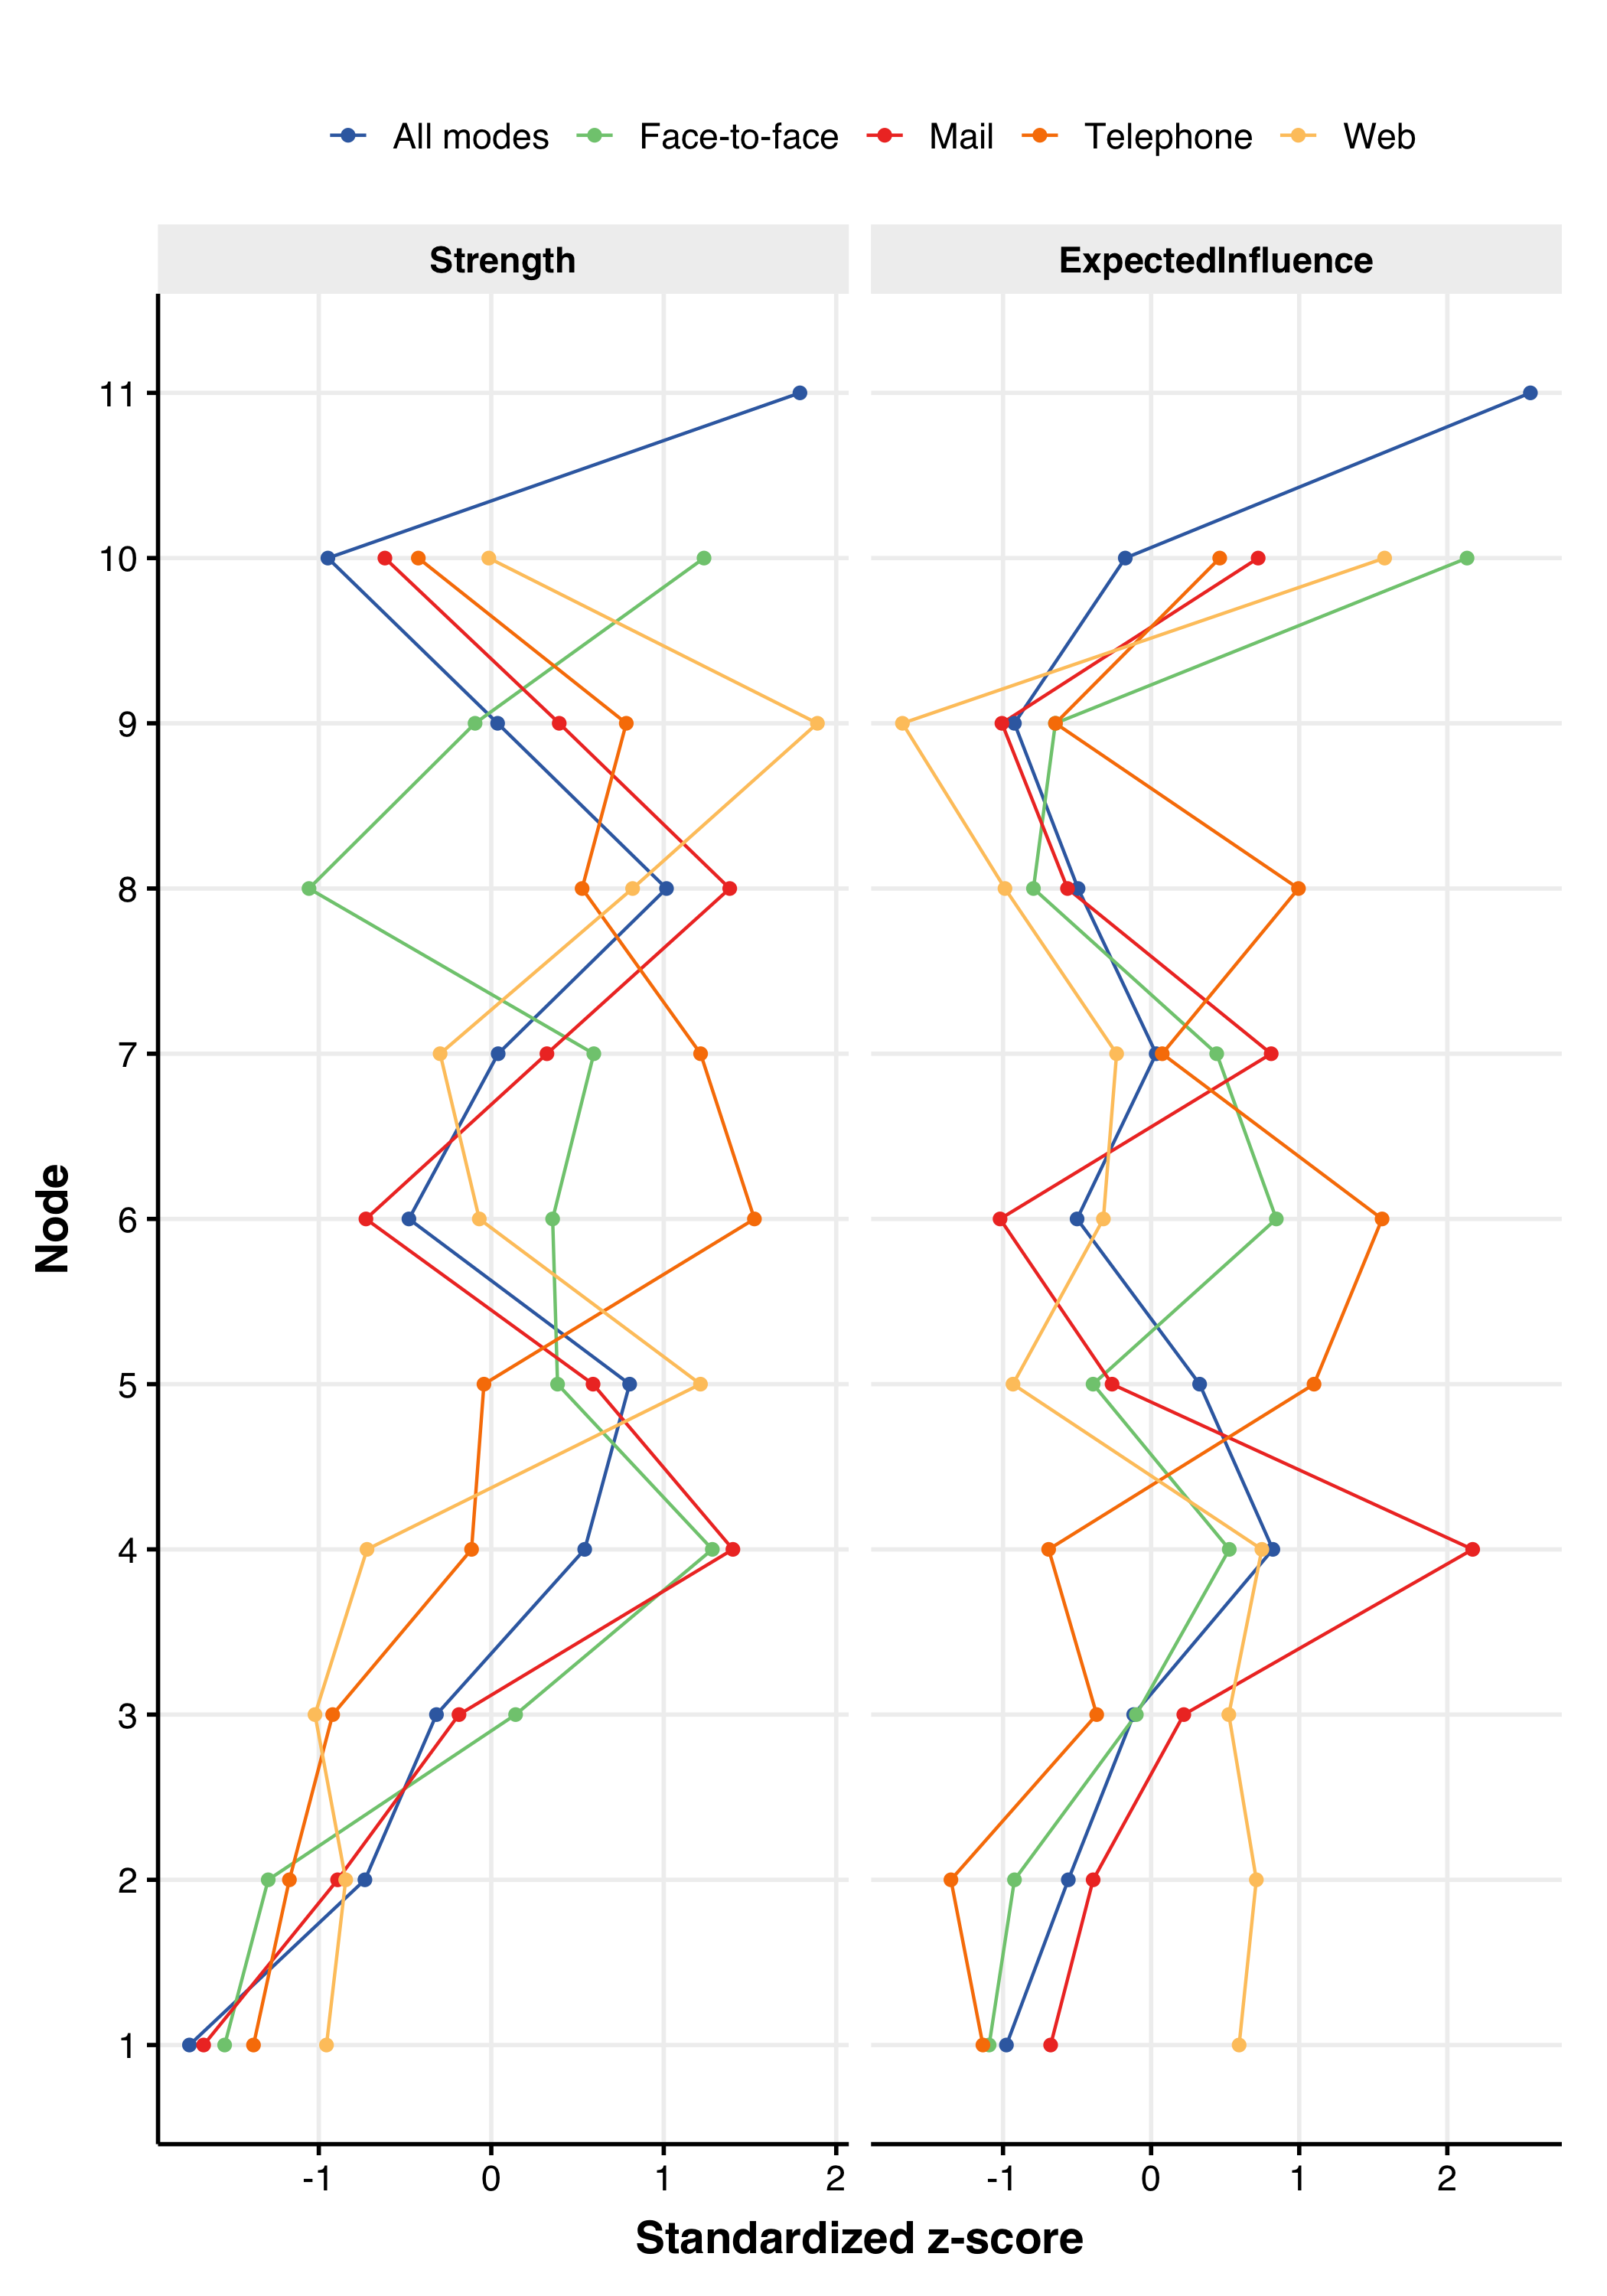 All modes Face-to-face Mail Telephone Web
Strength ExpectedInfluence
11
10
9
8
7
6
5
4
3
2
1
Node
-1 0 1 2 -1 0 1 2
Standardized z-score